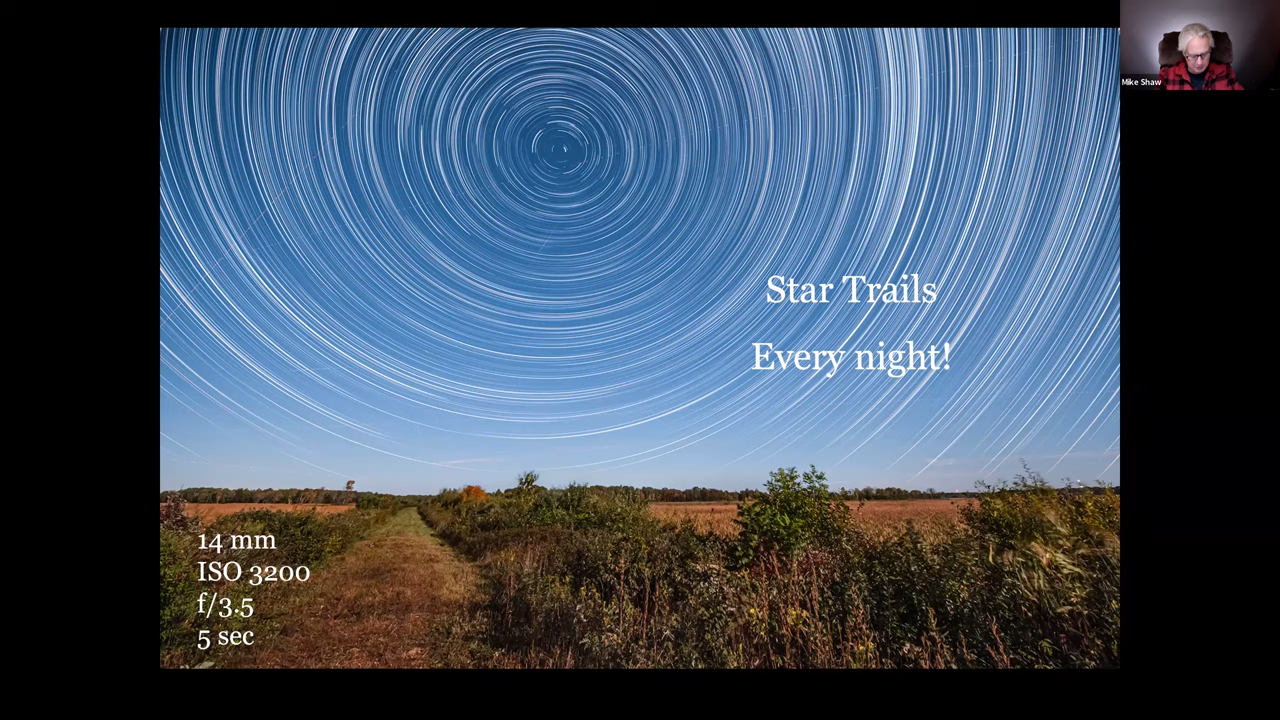 Mike Shaw
Star Trails
Every night!
14 mm
ISO 3200
f/3.5
5 sec